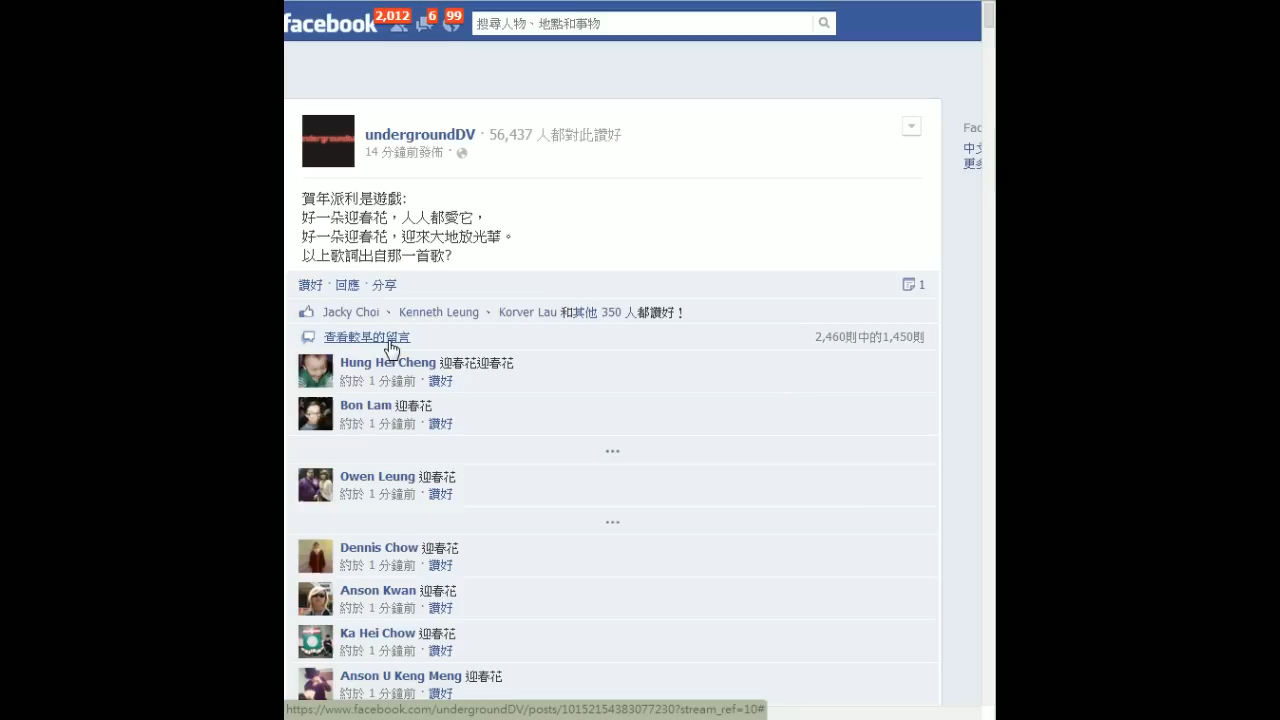 facebook 2,012 6 99 搜尋人物、地點和事物
undergroundDV · 56,437 人都對此讚好
14 分鐘前發佈 ·
賀年派利是遊戲:
好一朵迎春花，人人都愛它，
好一朵迎春花，迎來大地放光華。
以上歌詞出自那一首歌?
讚好 · 回應 · 分享 1
Jacky Choi 、 Kenneth Leung 、 Korver Lau 和其他 350 人都讚好！
查看較早的留言 2,460則中的1,450則
Hung Hei Cheng 迎春花迎春花
約於 1 分鐘前 · 讚好
Bon Lam 迎春花
約於 1 分鐘前 · 讚好
...
Owen Leung 迎春花
約於 1 分鐘前 · 讚好
...
Dennis Chow 迎春花
約於 1 分鐘前 · 讚好
Anson Kwan 迎春花
約於 1 分鐘前 · 讚好
Ka Hei Chow 迎春花
約於 1 分鐘前 · 讚好
Anson U Keng Meng 迎春花
約於 1 分鐘前 · 讚好
Fac
中文
更多
https://www.facebook.com/undergroundDV/posts/10152154383077230?stream_ref=10#